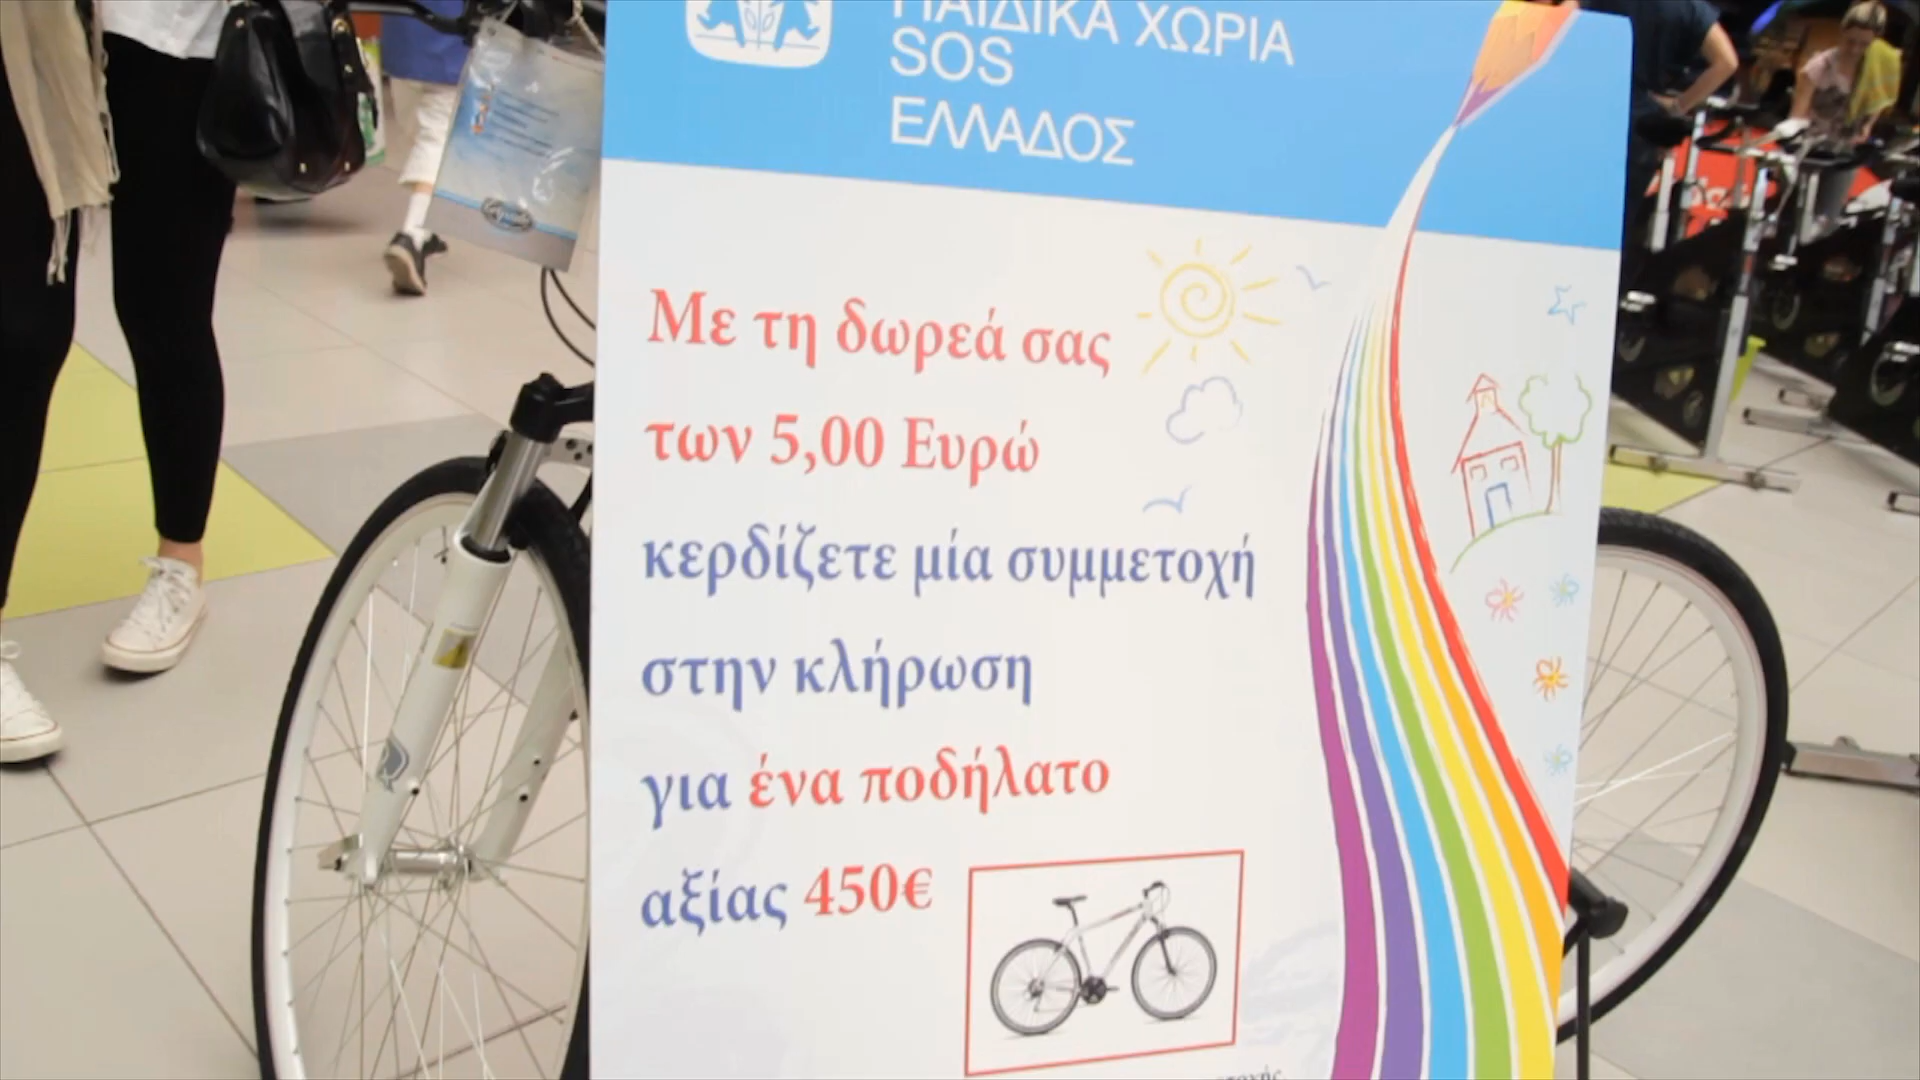 ΠΑΙΔΙΚΑ ΧΩΡΙΑ
SOS
ΕΛΛΑΔΟΣ
Με τη δωρεά σας
των 5,00 Ευρώ
κερδίζετε μία συμμετοχή
στην κλήρωση
για ένα ποδήλατο
αξίας 450€